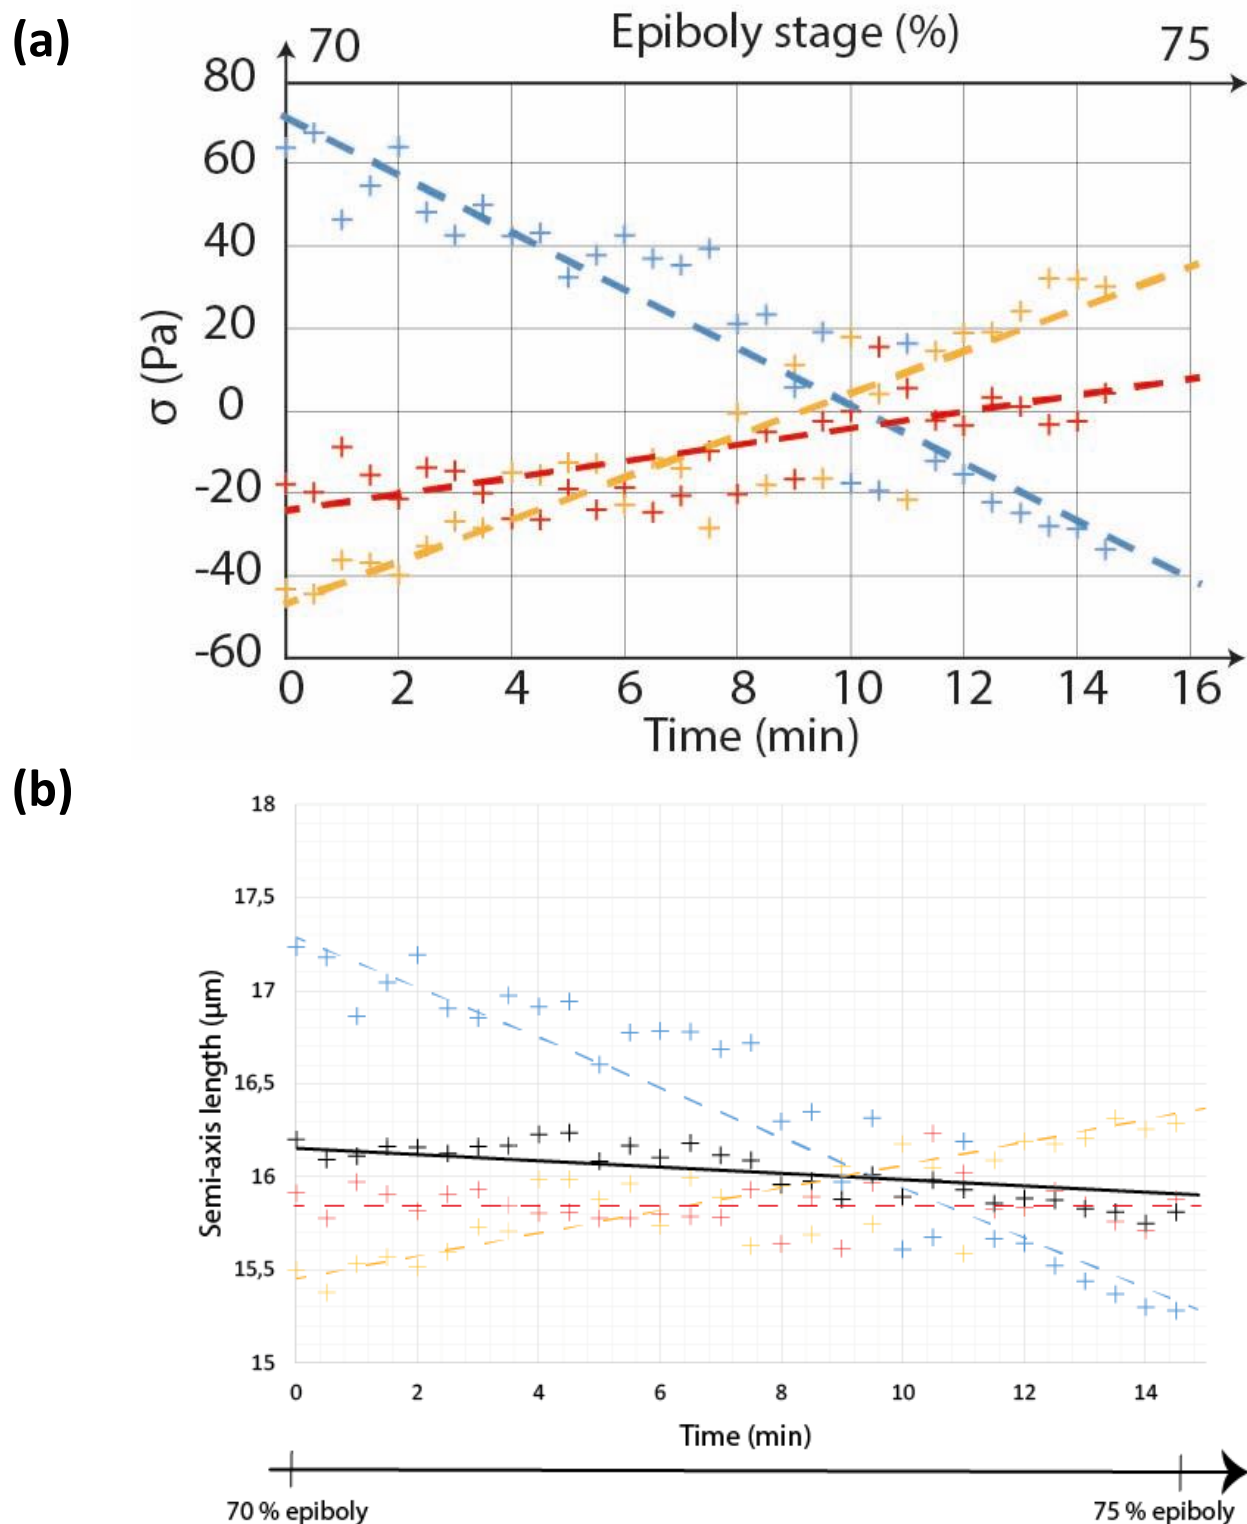 (a)
70 Epiboly stage (%) 75
80
60
40
20
0
-20
-40
-60
σ (Pa)
0 2 4 6 8 10 12 14 16
Time (min)
(b)
18
17,5
17
16,5
16
15,5
15
Semi-axis length (µm)
0 2 4 6 8 10 12 14
Time (min)
70 % epiboly 75 % epiboly